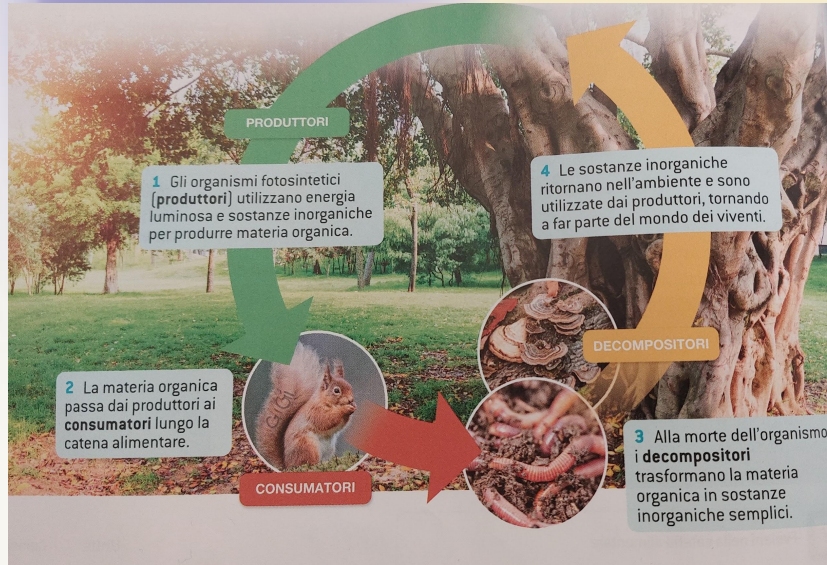 PRODUTTORI
1 Gli organismi fotosintetici
(produttori) utilizzano energia
luminosa e sostanze inorganiche
per produrre materia organica.
4 Le sostanze inorganiche
ritornano nell'ambiente e sono
utilizzate dai produttori, tornando
a far parte del mondo dei viventi.
DECOMPOSITORI
2 La materia organica
passa dai produttori ai
consumatori lungo la
catena alimentare.
GIGI
CONSUMATORI
3 Alla morte dell'organismo
i decompositori
trasformano la materia
organica in sostanze
inorganiche semplici.